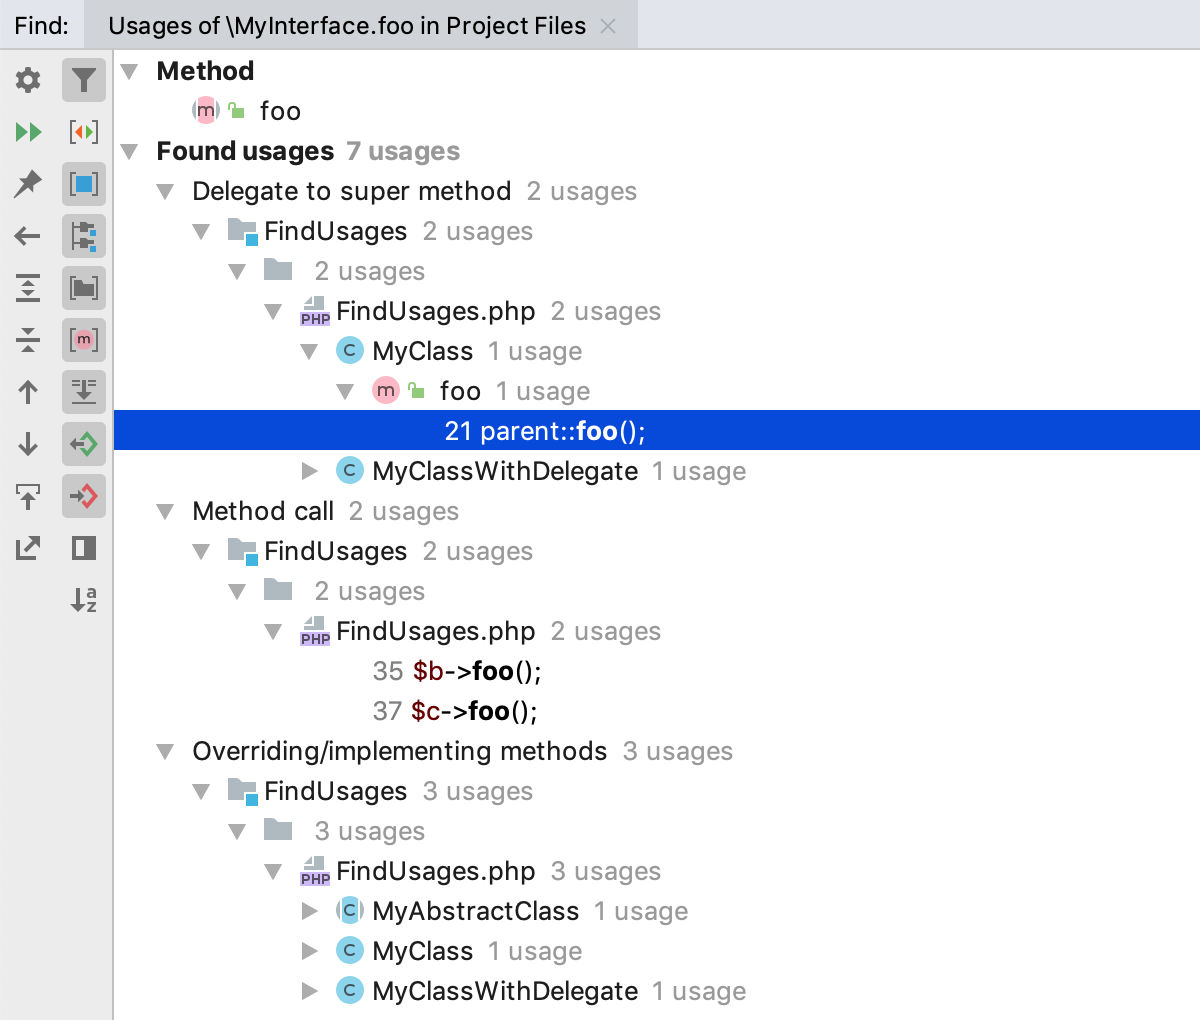 Find: Usages of \MyInterface.foo in Project Files
Method
m foo
Found usages 7 usages
Delegate to super method 2 usages
FindUsages 2 usages
2 usages
PHP FindUsages.php 2 usages
C MyClass 1 usage
m foo 1 usage
21 parent::foo();
C MyClassWithDelegate 1 usage
Method call 2 usages
FindUsages 2 usages
2 usages
PHP FindUsages.php 2 usages
35 $b->foo();
37 $c->foo();
Overriding/implementing methods 3 usages
FindUsages 3 usages
3 usages
PHP FindUsages.php 3 usages
C MyAbstractClass 1 usage
C MyClass 1 usage
C MyClassWithDelegate 1 usage
m
a
z